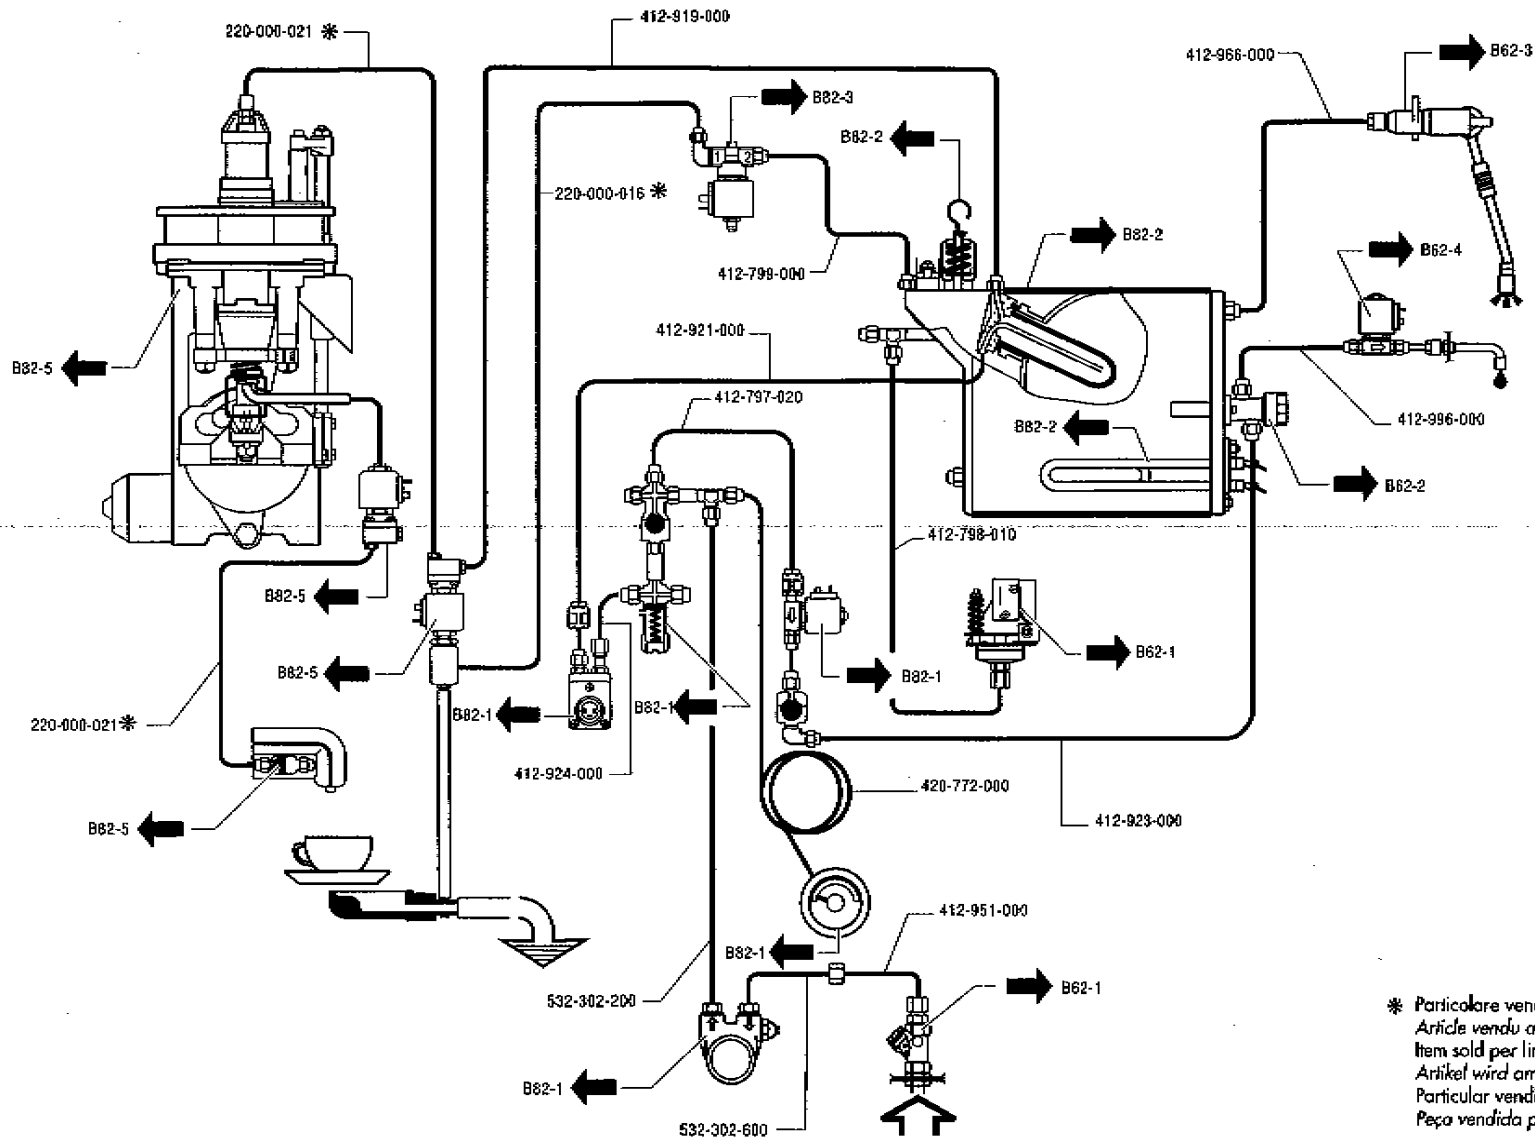 412-919-000
220-000-021 *
412-966-000
B62-3
B82-3
B82-2
220-000-016 *
B82-2
B62-4
412-799-000
1 2
412-921-000
B82-5
412-797-020
412-996-000
B82-2
B62-2
412-798-010
B82-5
B62-1
B82-5
B82-1
B82-1
B82-1
220-000-021 *
412-924-000
420-772-000
412-923-000
B82-5
412-951-000
B82-1
B62-1
532-302-200
B82-1
532-302-600
* Particolare vend
Article vendu a
Item sold per lin
Artikel wird am
Particular vendi
Peça vendida p